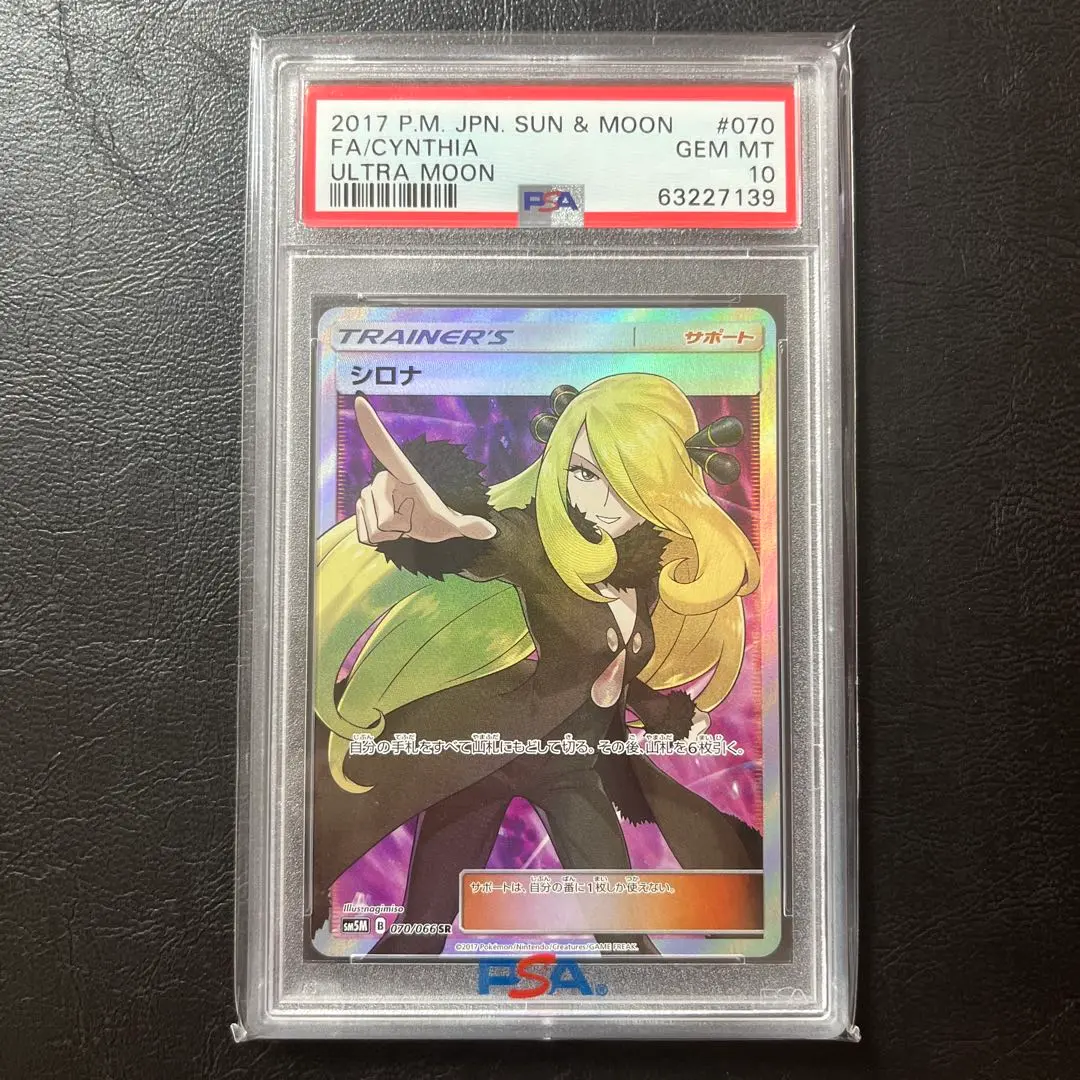 2017 P.M. JPN. SUN & MOON #070
FA/CYNTHIA GEM MT
ULTRA MOON 10
PSA 63227139
TRAINER'S サポート
シロナ
自分の手札をすべて山札にもどして切る。その後、山札を6枚引く。
サポートは、自分の番に1枚しか使えない。
Illus. nagimiso
SM5M B 070/066 SR
©2017 Pokémon/Nintendo/Creatures/GAME FREAK.
PSA®